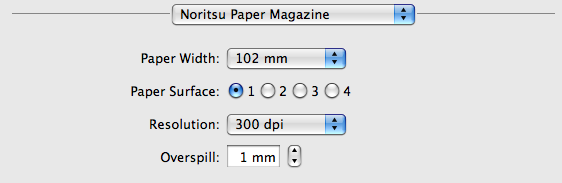 Noritsu Paper Magazine
Paper Width: 102 mm
Paper Surface: 1 2 3 4
Resolution: 300 dpi
Overspill: 1 mm